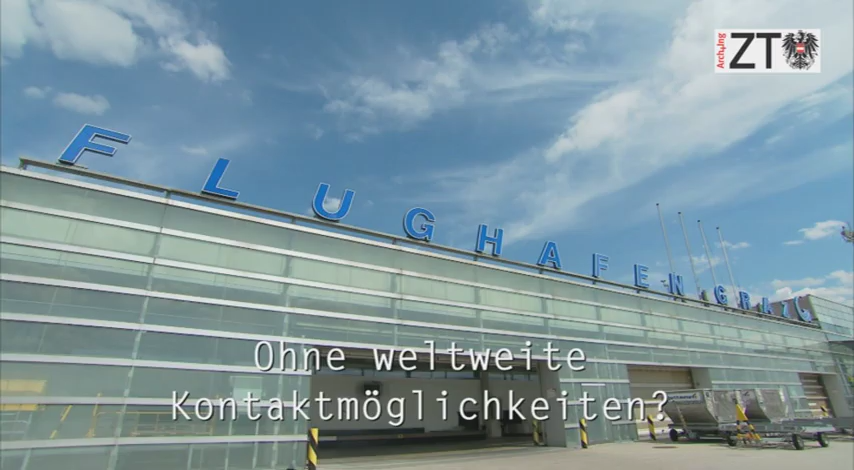 Arch+Ing
ZT
FLUGHAFEN GRAZ
Ohne weltweite
Kontaktmöglichkeiten?